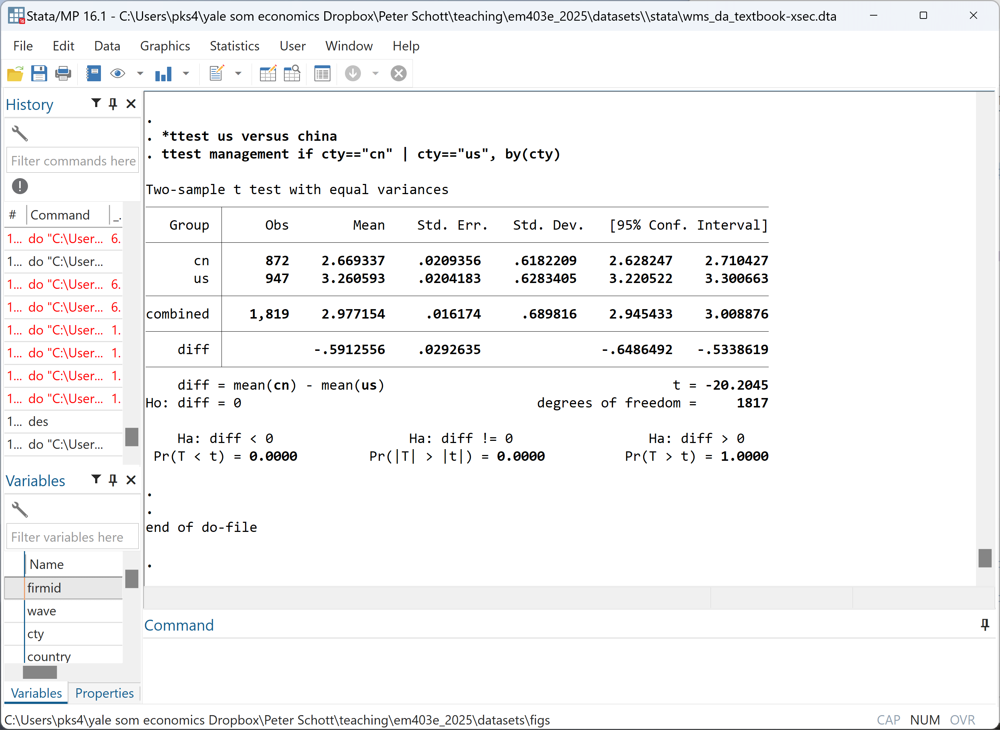 Stata/MP 16.1 - C:\Users\pks4\yale som economics Dropbox\Peter Schott\teaching\em403e_2025\datasets\\stata\wms_da_textbook-xsec.dta
File Edit Data Graphics Statistics User Window Help
History
Filter commands here
# Command _.
1... do "C:\User... 6.
1... do "C:\User...
1... do "C:\User... 6.
1... do "C:\User... 6.
1... do "C:\User... 1.
1... do "C:\User... 1.
1... do "C:\User... 1.
1... do "C:\User... 1.
1... des
1... do "C:\User...
Variables
Filter variables here
Name
firmid
wave
cty
country
Variables Properties
.
. *ttest us versus china
. ttest management if cty=="cn" | cty=="us", by(cty)
Two-sample t test with equal variances
Group Obs Mean Std. Err. Std. Dev. [95% Conf. Interval]
cn 872 2.669337 .0209356 .6182209 2.628247 2.710427
us 947 3.260593 .0204183 .6283405 3.220522 3.300663
combined 1,819 2.977154 .016174 .689816 2.945433 3.008876
diff -.5912556 .0292635 -.6486492 -.5338619
diff = mean(cn) - mean(us) t = -20.2045
Ho: diff = 0 degrees of freedom = 1817
Ha: diff < 0 Ha: diff != 0 Ha: diff > 0
Pr(T < t) = 0.0000 Pr(|T| > |t|) = 0.0000 Pr(T > t) = 1.0000
.
.
end of do-file
.
Command
C:\Users\pks4\yale som economics Dropbox\Peter Schott\teaching\em403e_2025\datasets\figs
CAP NUM OVR